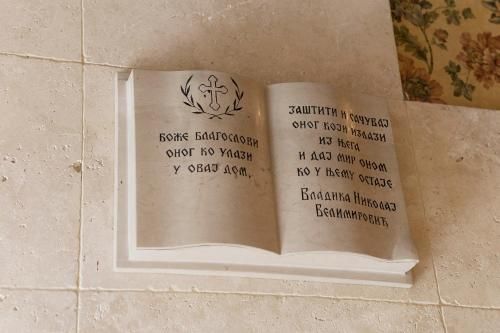 БОЖЕ БЛАГОСЛОВИ
ОНОГ КО УЛАЗИ
У ОВАЈ ДОМ,
ЗАШТИТИ И САЧУВАЈ
ОНОГ КОЈИ ИЗЛАЗИ
ИЗ ЊЕГА
И ДАЈ МИР ОНОМ
КО У ЊЕМУ ОСТАЈЕ
Владика Николај
Велимировић